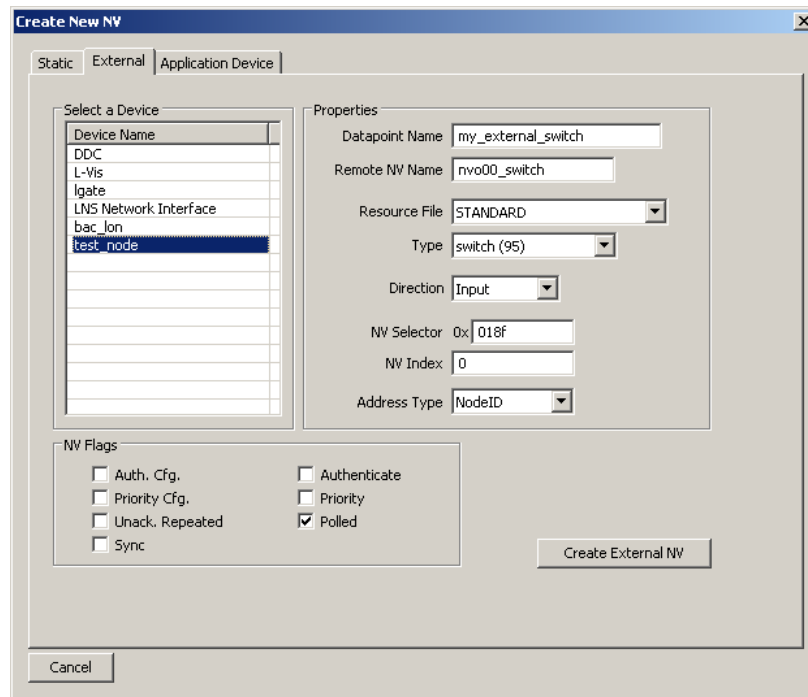 Create New NV
Static External Application Device
Select a Device
Device Name
DDC
L-Vis
lgate
LNS Network Interface
bac_lon
test_node
Properties
Datapoint Name my_external_switch
Remote NV Name nvo00_switch
Resource File STANDARD
Type switch (95)
Direction Input
NV Selector 0x 018f
NV Index 0
Address Type NodeID
NV Flags
Auth. Cfg. Authenticate
Priority Cfg. Priority
Unack. Repeated Polled
Sync
Create External NV
Cancel